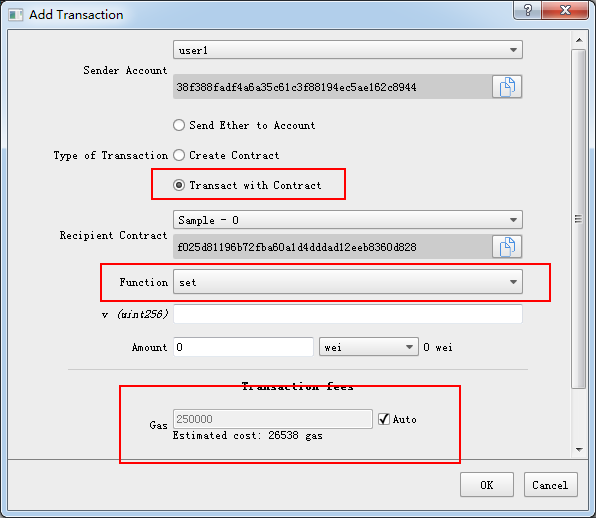 Add Transaction
user1
Sender Account
38f388fadf4a6a35c61c3f88194ec5ae162c8944
Send Ether to Account
Type of Transaction
Create Contract
Transact with Contract
Sample - 0
Recipient Contract
f025d81196b72fba60a1d4dddad12eeb8360d828
Function set
v (uint256)
Amount 0 wei 0 wei
Transaction fees
Gas 250000 Auto
Estimated cost: 26538 gas
OK Cancel